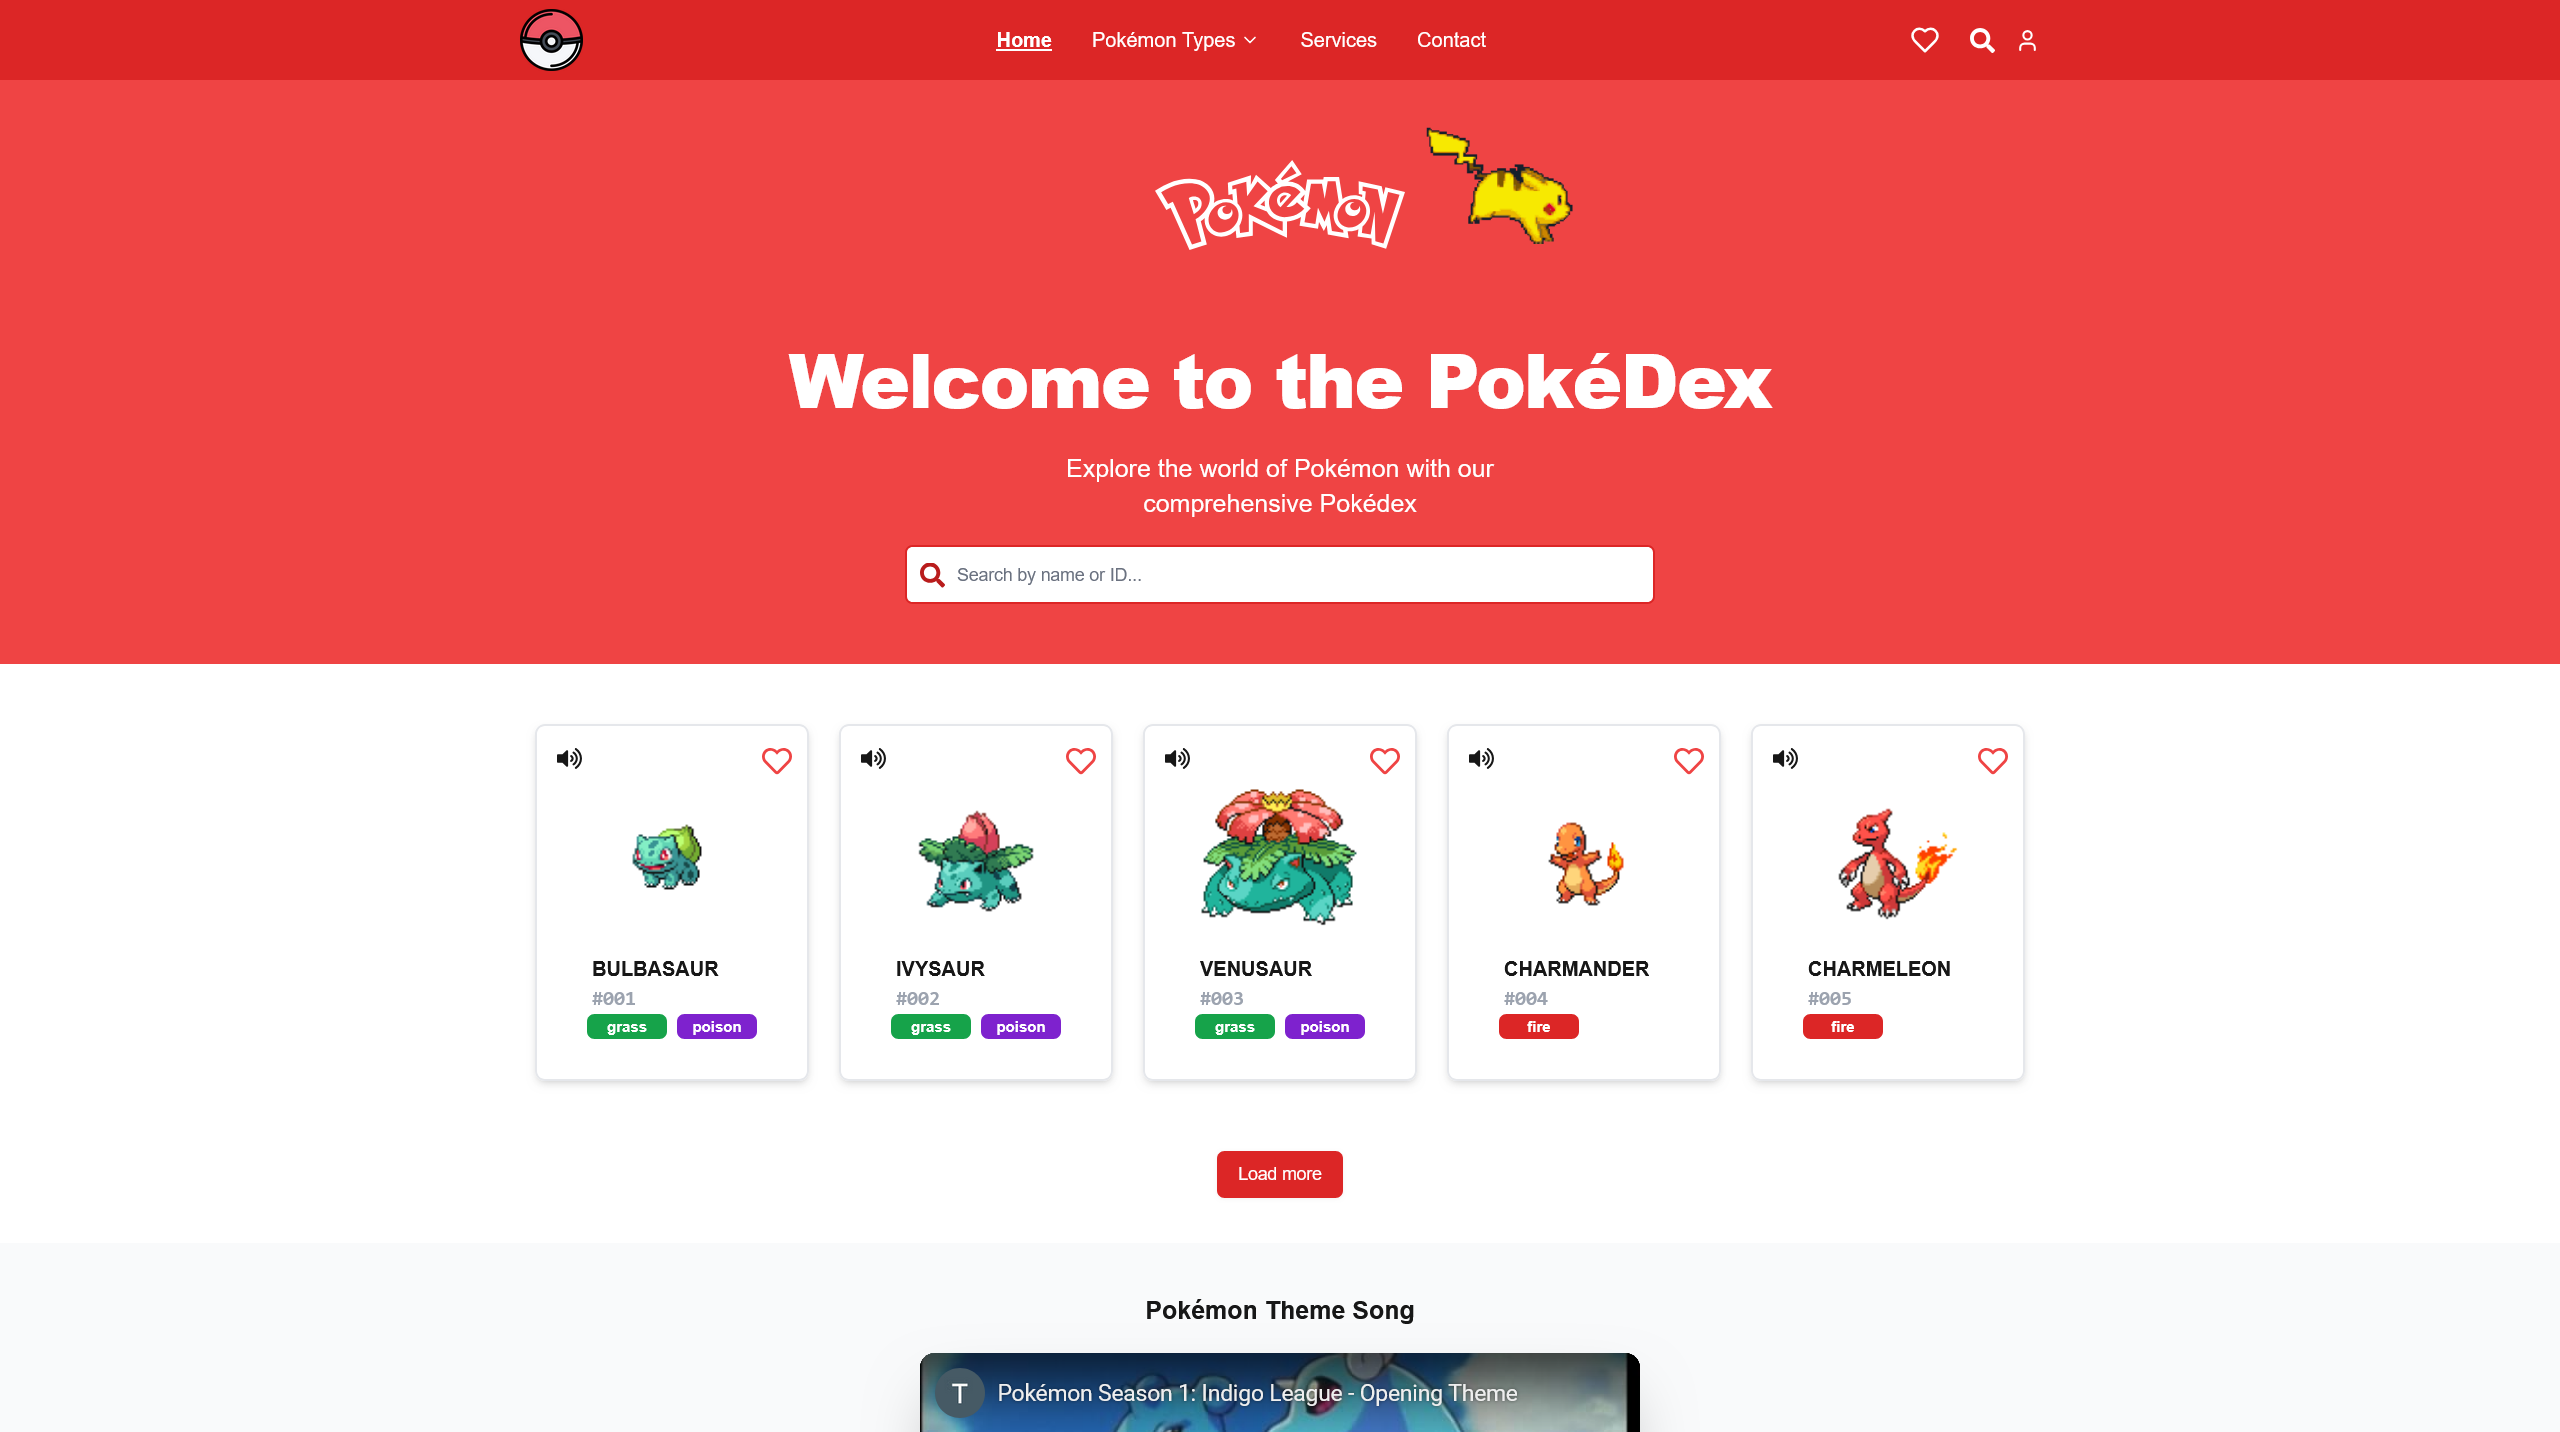 Home
Pokémon Types
Services
Contact
POKéMON
Welcome to the PokéDex
Explore the world of Pokémon with our
comprehensive Pokédex
Search by name or ID...
BULBASAUR
#001
grass poison
IVYSAUR
#002
grass poison
VENUSAUR
#003
grass poison
CHARMANDER
#004
fire
CHARMELEON
#005
fire
Load more
Pokémon Theme Song
T
Pokémon Season 1: Indigo League - Opening Theme